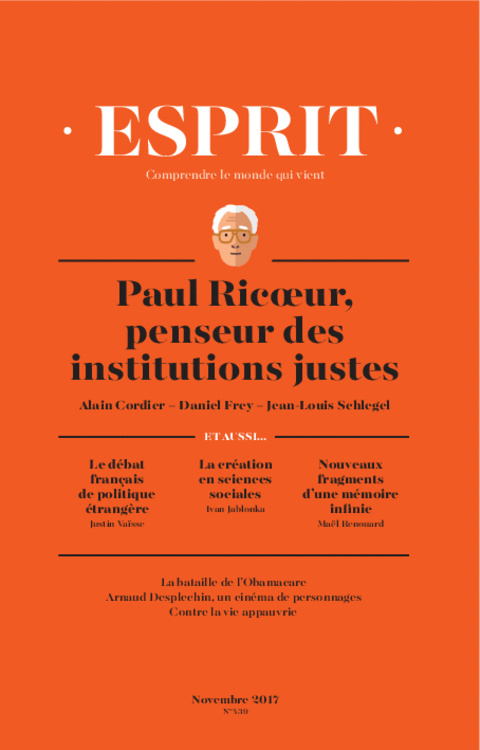 · ESPRIT ·
Comprendre le monde qui vient
Paul Ricœur,
penseur des
institutions justes
Alain Cordier – Daniel Frey – Jean-Louis Schlegel
ET AUSSI...
Le débat
français
de politique
étrangère
Justin Vaïsse
La création
en sciences
sociales
Ivan Jablonka
Nouveaux
fragments
d'une mémoire
infinie
Maël Renouard
La bataille de l'Obamacare
Arnaud Desplechin, un cinéma de personnages
Contre la vie appauvrie
Novembre 2017
N°439